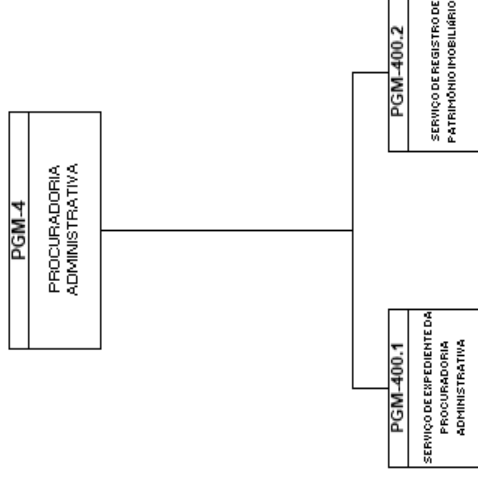 PGM-4
PROCURADORIA
ADMINISTRATIVA
PGM-400.1
SERVIÇO DE EXPEDIENTE DA
PROCURADORIA
ADMINISTRATIVA
PGM-400.2
SERVIÇO DE REGISTRO DE
PATRIMÔNIO IMOBILIÁRIO